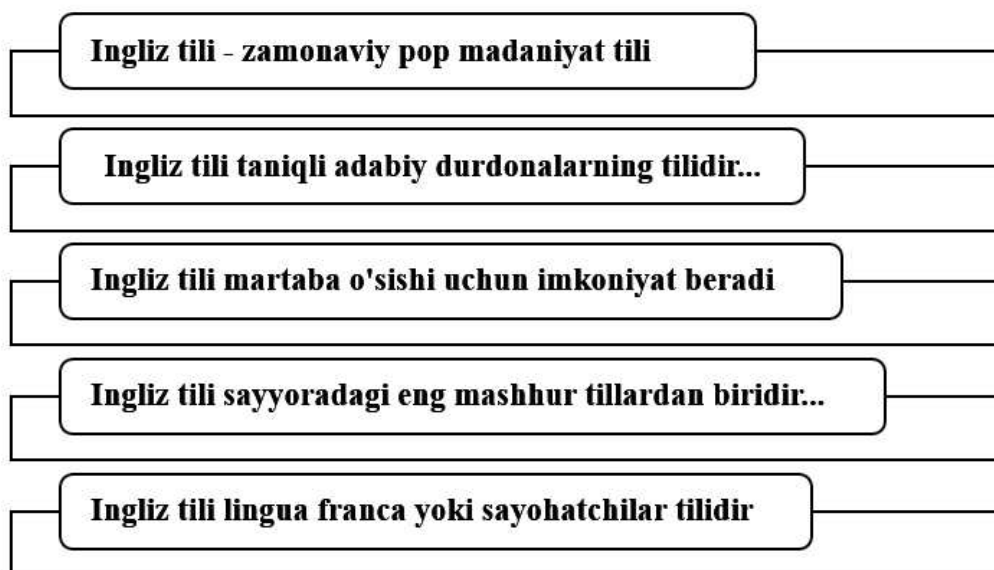 Ingliz tili - zamonaviy pop madaniyat tili
Ingliz tili taniqli adabiy durdonalarning tilidir...
Ingliz tili martaba o'sishi uchun imkoniyat beradi
Ingliz tili sayyoradagi eng mashhur tillardan biridir...
Ingliz tili lingua franca yoki sayohatchilar tilidir